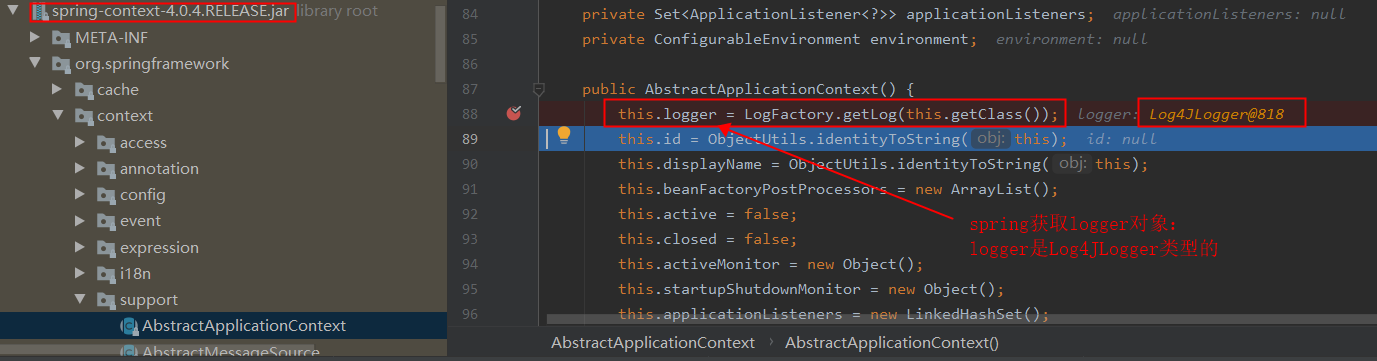 spring-context-4.0.4.RELEASE.jar library root
META-INF
org.springframework
cache
context
access
annotation
config
event
expression
i18n
support
AbstractApplicationContext
AbstractMessageSource
84 private Set<ApplicationListener<?>> applicationListeners; applicationListeners: null
85 private ConfigurableEnvironment environment; environment: null
86
87 public AbstractApplicationContext() {
88 this.logger = LogFactory.getLog(this.getClass()); logger: Log4JLogger@818
89 this.id = ObjectUtils.identityToString( obj: this); id: null
90 this.displayName = ObjectUtils.identityToString( obj: this);
91 this.beanFactoryPostProcessors = new ArrayList();
92 this.active = false;
93 this.closed = false;
94 this.activeMonitor = new Object();
95 this.startupShutdownMonitor = new Object();
96 this.applicationListeners = new LinkedHashSet();
spring获取logger对象:
logger是Log4JLogger类型的
AbstractApplicationContext › AbstractApplicationContext()